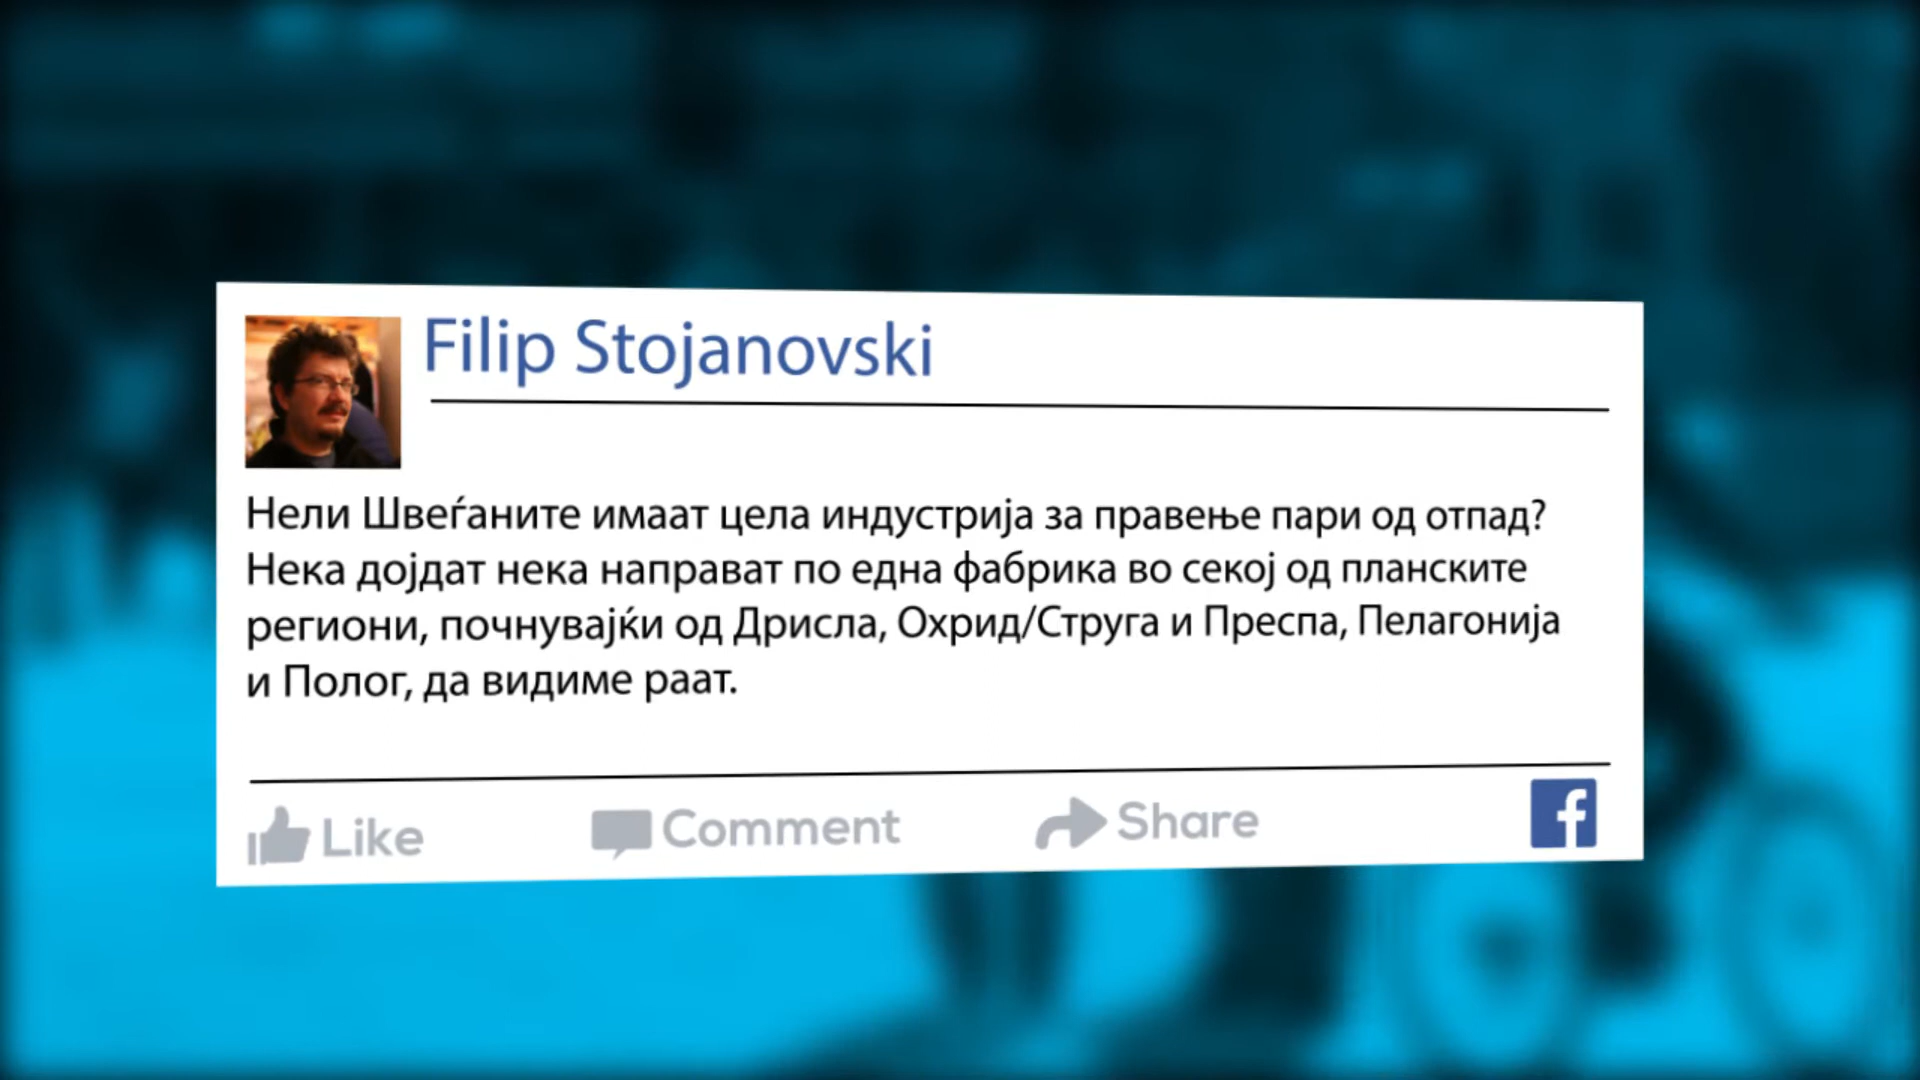 Filip Stojanovski
Нели Швеѓаните имаат цела индустрија за правење пари од отпад?
Нека дојдат нека направат по една фабрика во секој од планските
региони, почнувајќи од Дрисла, Охрид/Струга и Преспа, Пелагонија
и Полог, да видиме раат.
Like Comment Share f